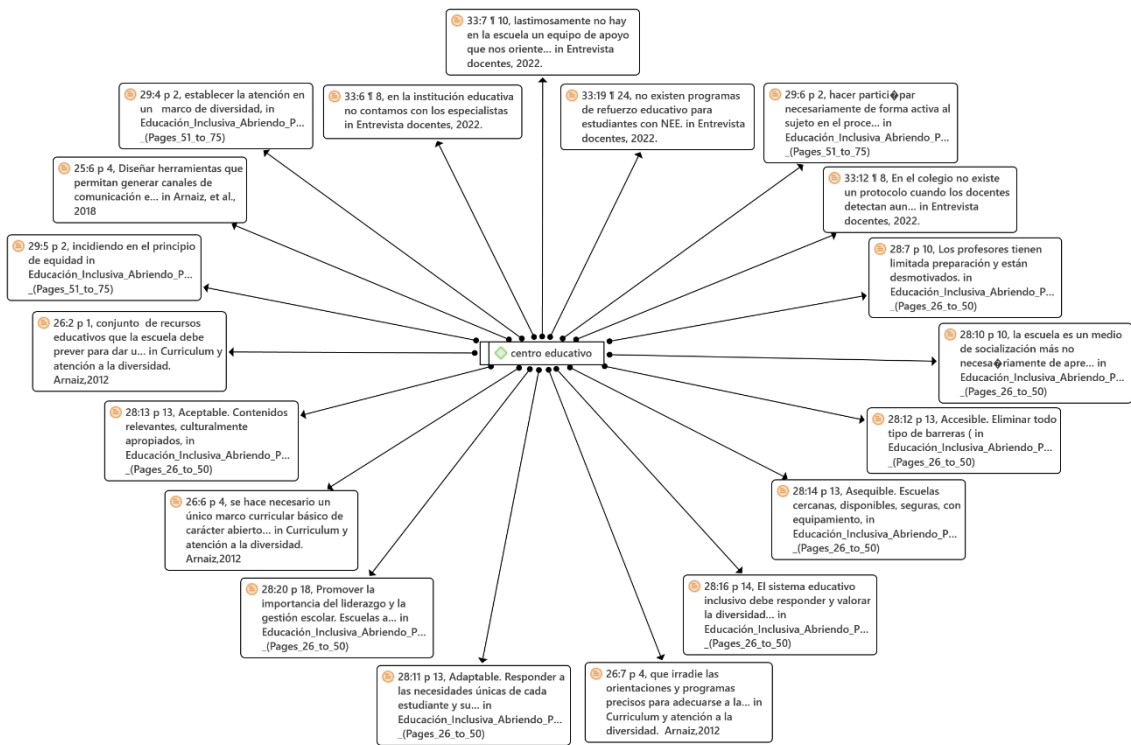 33:7 ¶ 10, lastimosamente no hay
en la escuela un equipo de apoyo
que nos oriente... in Entrevista
docentes, 2022.
29:4 p 2, establecer la atención en
un marco de diversidad, in
Educación_Inclusiva_Abriendo_P...
_(Pages_51_to_75)
33:6 ¶ 8, en la institución educativa
no contamos con los especialistas
in Entrevista docentes, 2022.
33:19 ¶ 24, no existen programas
de refuerzo educativo para
estudiantes con NEE. in Entrevista
docentes, 2022.
29:6 p 2, hacer partici�par
necesariamente de forma activa al
sujeto en el proce... in
Educación_Inclusiva_Abriendo_P...
_(Pages_51_to_75)
25:6 p 4, Diseñar herramientas que
permitan generar canales de
comunicación e... in Arnaiz, et al.,
2018
33:12 ¶ 8, En el colegio no existe
un protocolo cuando los docentes
detectan aun... in Entrevista
docentes, 2022.
29:5 p 2, incidiendo en el principio
de equidad in
Educación_Inclusiva_Abriendo_P...
_(Pages_51_to_75)
28:7 p 10, Los profesores tienen
limitada preparación y están
desmotivados. in
Educación_Inclusiva_Abriendo_P...
_(Pages_26_to_50)
26:2 p 1, conjunto de recursos
educativos que la escuela debe
prever para dar u... in Curriculum y
atención a la diversidad.
Arnaiz,2012
centro educativo
28:10 p 10, la escuela es un medio
de socialización más no
necesa�riamente de apre... in
Educación_Inclusiva_Abriendo_P...
_(Pages_26_to_50)
28:13 p 13, Aceptable. Contenidos
relevantes, culturalmente
apropiados, in
Educación_Inclusiva_Abriendo_P...
_(Pages_26_to_50)
28:12 p 13, Accesible. Eliminar todo
tipo de barreras ( in
Educación_Inclusiva_Abriendo_P...
_(Pages_26_to_50)
26:6 p 4, se hace necesario un
único marco curricular básico de
carácter abierto... in Curriculum y
atención a la diversidad.
Arnaiz,2012
28:14 p 13, Asequible. Escuelas
cercanas, disponibles, seguras, con
equipamiento, in
Educación_Inclusiva_Abriendo_P...
_(Pages_26_to_50)
28:20 p 18, Promover la
importancia del liderazgo y la
gestión escolar. Escuelas a... in
Educación_Inclusiva_Abriendo_P...
_(Pages_26_to_50)
28:16 p 14, El sistema educativo
inclusivo debe responder y valorar
la diversidad... in
Educación_Inclusiva_Abriendo_P...
_(Pages_26_to_50)
28:11 p 13, Adaptable. Responder a
las necesidades únicas de cada
estudiante y su... in
Educación_Inclusiva_Abriendo_P...
_(Pages_26_to_50)
26:7 p 4, que irradie las
orientaciones y programas
precisos para adecuarse a la... in
Curriculum y atención a la
diversidad. Arnaiz,2012